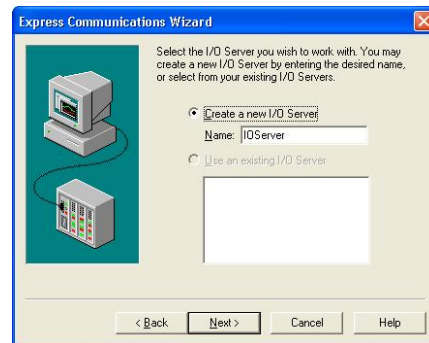 Express Communications Wizard
Select the I/O Server you wish to work with. You may
create a new I/O Server by entering the desired name,
or select from your existing I/O Servers.
Create a new I/O Server
Name: IOServer
Use an existing I/O Server
< Back Next > Cancel Help